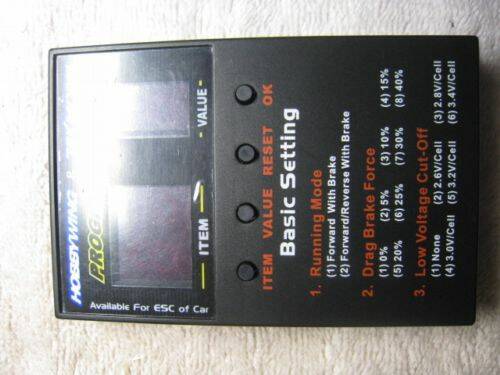 HOBBYWING®
PROG
ITEM
VALUE
Available For ESC of Car
ITEM VALUE RESET OK
Basic Setting
1. Running Mode
(1) Forward With Brake
(2) Forward/Reverse With Brake
2. Drag Brake Force
(1) 0% (2) 5% (3) 10% (4) 15%
(5) 20% (6) 25% (7) 30% (8) 40%
3. Low Voltage Cut-Off
(1) None (2) 2.6V/Cell (3) 2.8V/Cell
(4) 3.0V/Cell (5) 3.2V/Cell (6) 3.4V/Cell